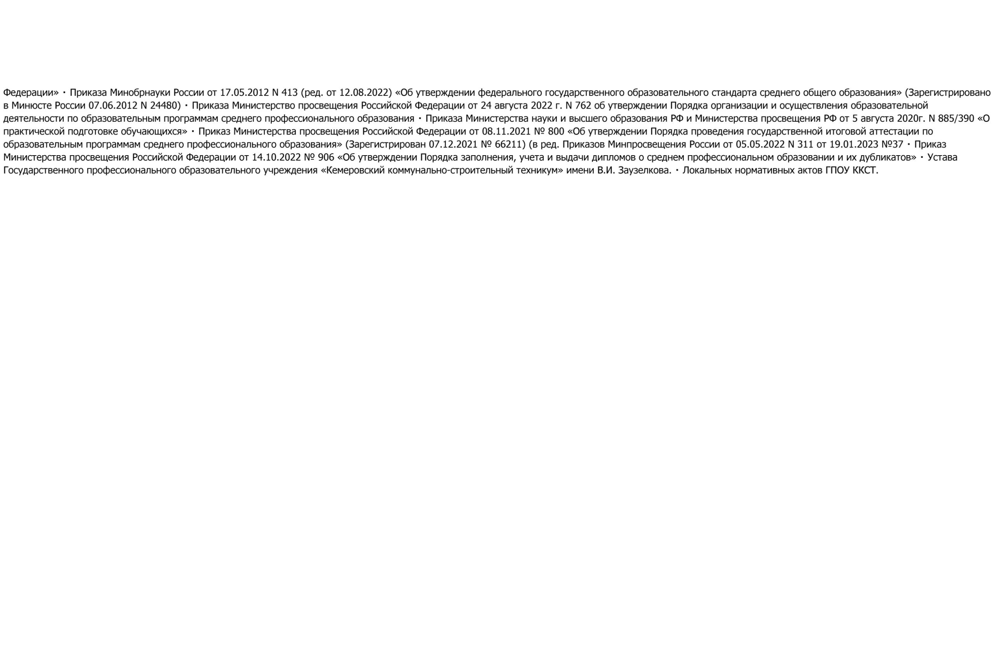 Федерации» ▪ Приказа Минобрнауки России от 17.05.2012 N 413 (ред. от 12.08.2022) «Об утверждении федерального государственного образовательного стандарта среднего общего образования» (Зарегистрировано
в Минюсте России 07.06.2012 N 24480) ▪ Приказа Министерство просвещения Российской Федерации от 24 августа 2022 г. N 762 об утверждении Порядка организации и осуществления образовательной
деятельности по образовательным программам среднего профессионального образования ▪ Приказа Министерства науки и высшего образования РФ и Министерства просвещения РФ от 5 августа 2020г. N 885/390 «О
практической подготовке обучающихся» ▪ Приказ Министерства просвещения Российской Федерации от 08.11.2021 № 800 «Об утверждении Порядка проведения государственной итоговой аттестации по
образовательным программам среднего профессионального образования» (Зарегистрирован 07.12.2021 № 66211) (в ред. Приказов Минпросвещения России от 05.05.2022 N 311 от 19.01.2023 №37 ▪ Приказ
Министерства просвещения Российской Федерации от 14.10.2022 № 906 «Об утверждении Порядка заполнения, учета и выдачи дипломов о среднем профессиональном образовании и их дубликатов» ▪ Устава
Государственного профессионального образовательного учреждения «Кемеровский коммунально-строительный техникум» имени В.И. Заузелкова. ▪ Локальных нормативных актов ГПОУ ККСТ.